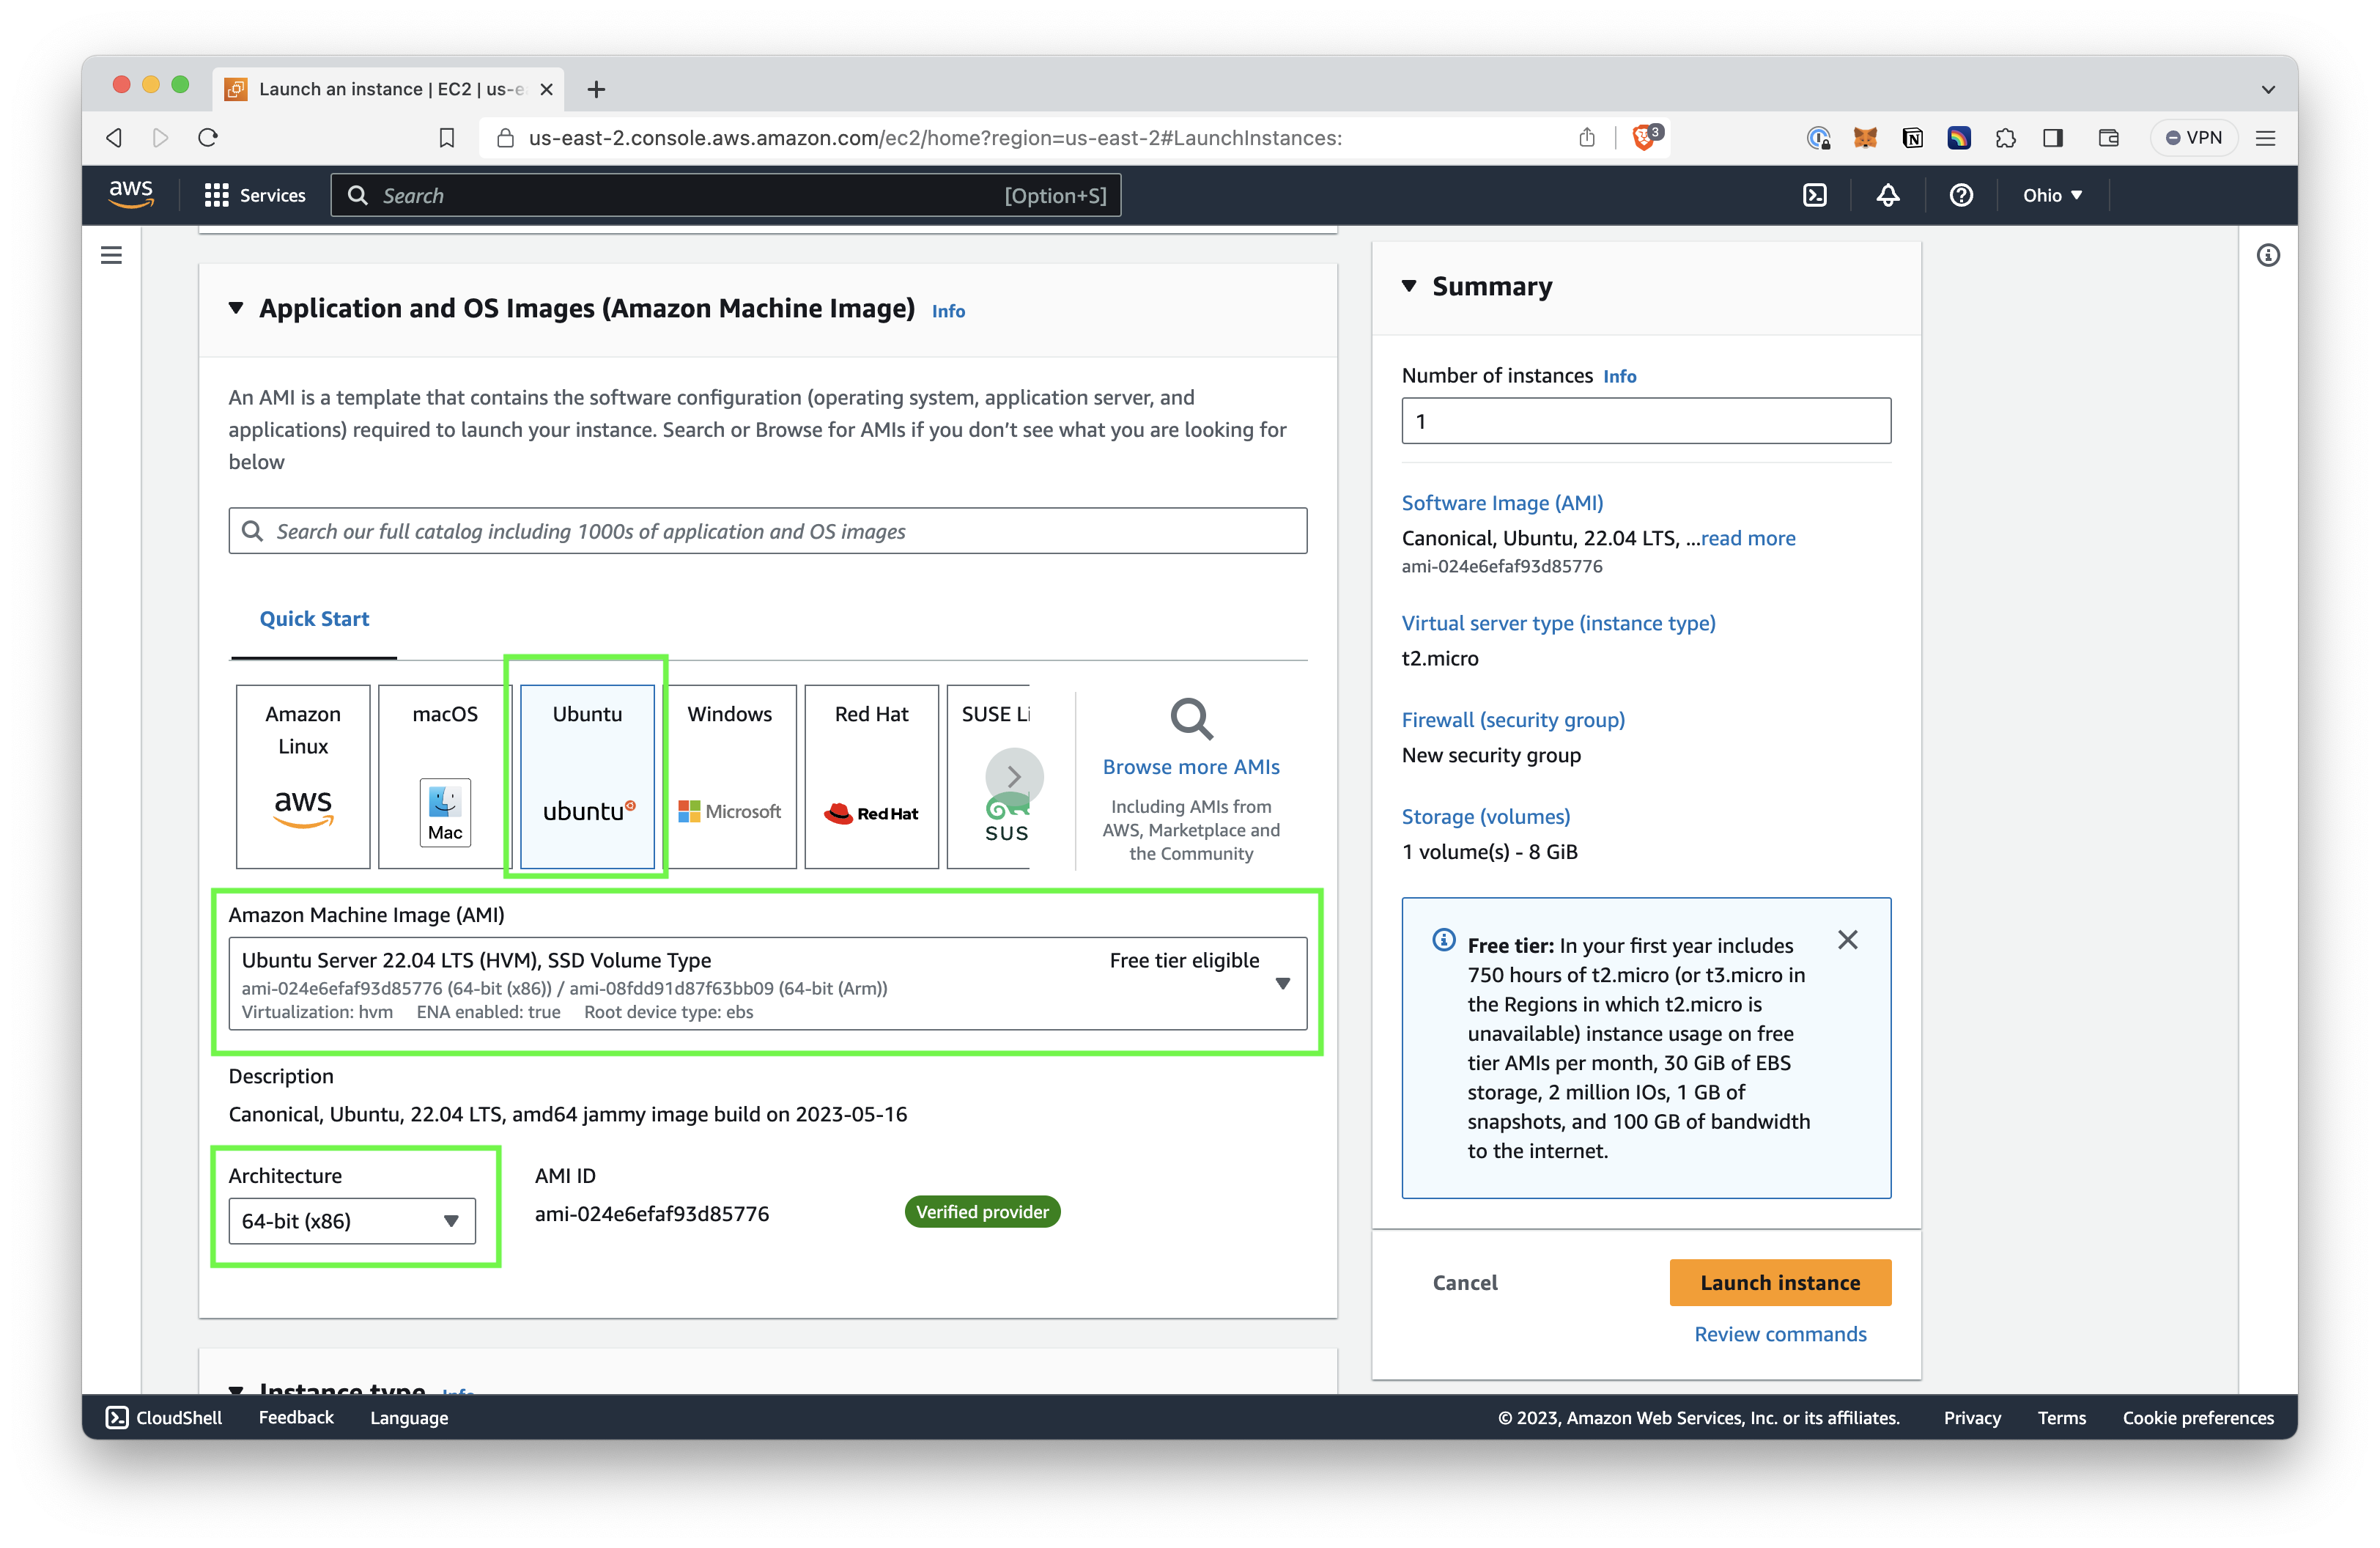 Launch an instance | EC2 | us-e
us-east-2.console.aws.amazon.com/ec2/home?region=us-east-2#LaunchInstances:
3
VPN
aws
Services
Search
[Option+S]
Ohio
Application and OS Images (Amazon Machine Image) Info
An AMI is a template that contains the software configuration (operating system, application server, and
applications) required to launch your instance. Search or Browse for AMIs if you don’t see what you are looking for
below
Search our full catalog including 1000s of application and OS images
Quick Start
Amazon
Linux
aws
macOS
Mac
Ubuntu
ubuntu
Windows
Microsoft
Red Hat
Red Hat
SUSE Li
SUS
Browse more AMIs
Including AMIs from
AWS, Marketplace and
the Community
Amazon Machine Image (AMI)
Ubuntu Server 22.04 LTS (HVM), SSD Volume Type
Free tier eligible
ami-024e6efaf93d85776 (64-bit (x86)) / ami-08fdd91d87f63bb09 (64-bit (Arm))
Virtualization: hvm ENA enabled: true Root device type: ebs
Description
Canonical, Ubuntu, 22.04 LTS, amd64 jammy image build on 2023-05-16
Architecture
64-bit (x86)
AMI ID
ami-024e6efaf93d85776
Verified provider
Instance type Info
Summary
Number of instances Info
1
Software Image (AMI)
Canonical, Ubuntu, 22.04 LTS, ...read more
ami-024e6efaf93d85776
Virtual server type (instance type)
t2.micro
Firewall (security group)
New security group
Storage (volumes)
1 volume(s) - 8 GiB
Free tier: In your first year includes
750 hours of t2.micro (or t3.micro in
the Regions in which t2.micro is
unavailable) instance usage on free
tier AMIs per month, 30 GiB of EBS
storage, 2 million IOs, 1 GB of
snapshots, and 100 GB of bandwidth
to the internet.
Cancel
Launch instance
Review commands
CloudShell
Feedback
Language
© 2023, Amazon Web Services, Inc. or its affiliates.
Privacy
Terms
Cookie preferences